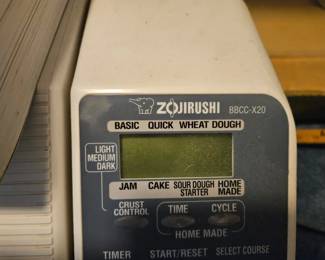 ZOJIRUSHI
BBCC-X20
BASIC QUICK WHEAT DOUGH
LIGHT
MEDIUM
DARK
JAM CAKE SOUR DOUGH STARTER HOME MADE
CRUST CONTROL TIME CYCLE
HOME MADE
TIMER START/RESET SELECT COURSE